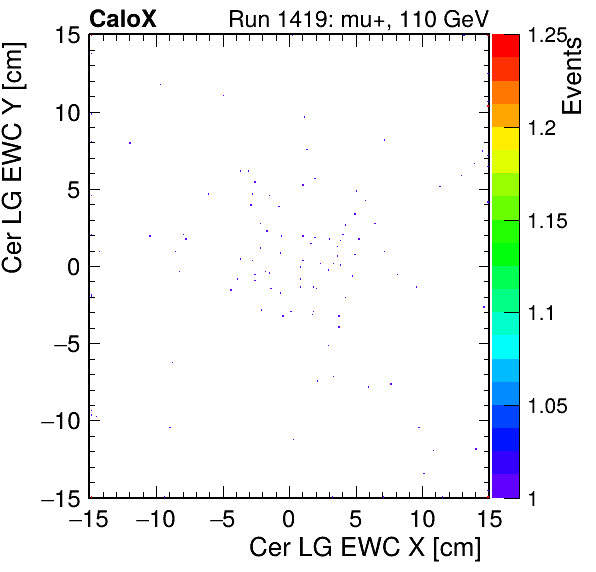 CaloX Run 1419: mu+, 110 GeV
Cer LG EWC Y [cm]
15
10
5
0
−5
−10
−15
−15 −10 −5 0 5 10 15
Cer LG EWC X [cm]
1.25
1.2
1.15
1.1
1.05
1
Events